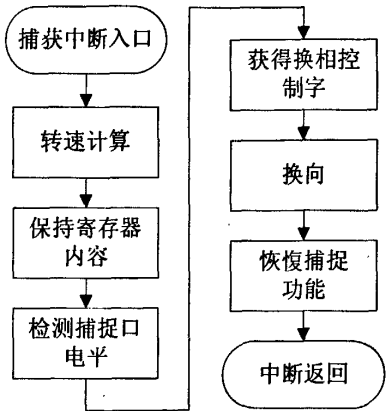 捕获中断入口
转速计算
保持寄存器
内容
检测捕捉口
电平
获得换相控
制字
换向
恢复捕捉
功能
中断返回